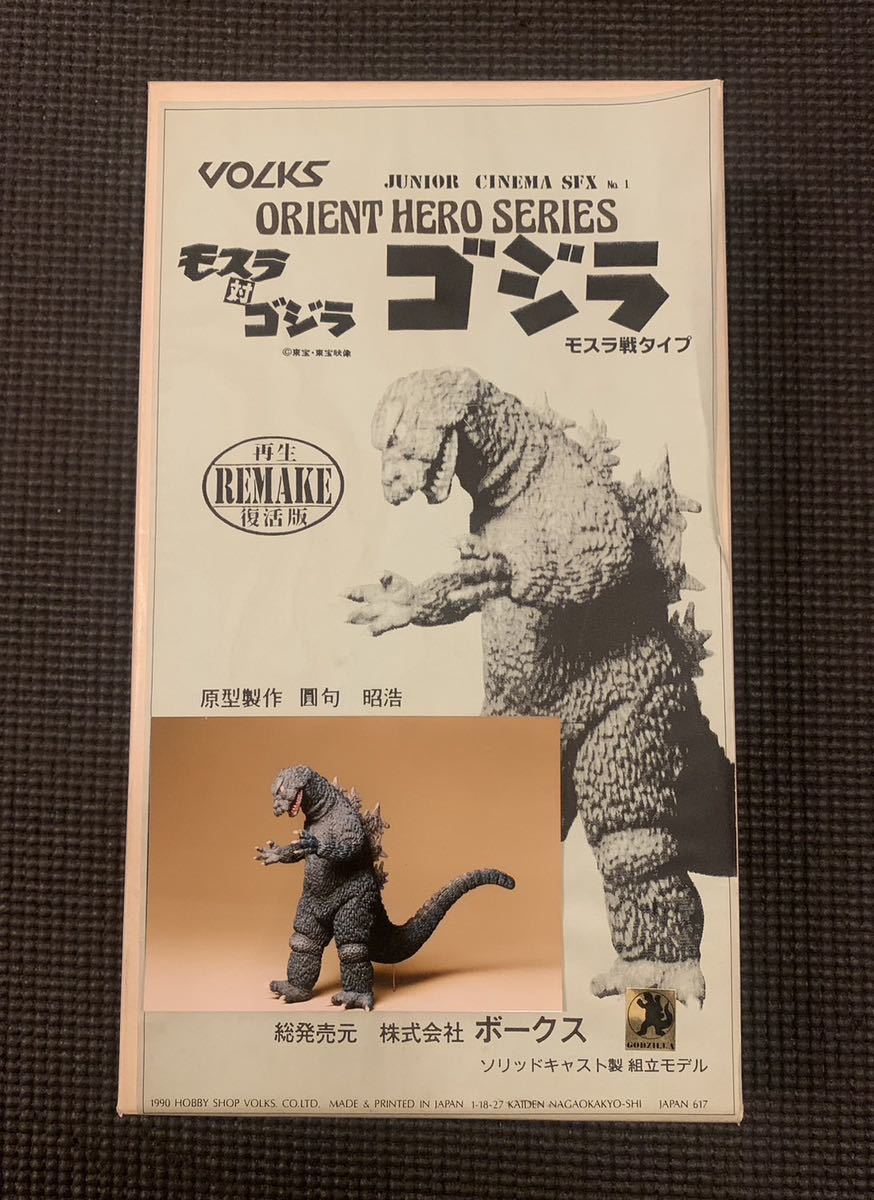 VOLKS
JUNIOR CINEMA SFX No. 1
ORIENT HERO SERIES
モスラ
対
ゴジラ
ゴジラ
©東宝・東宝映像
モスラ戦タイプ
再生
REMAKE
復活版
原型製作 圓句 昭浩
総発売元 株式会社 ボークス
GODZILLA
ソリッドキャスト製 組立モデル
1990 HOBBY SHOP VOLKS. CO.LTD. MADE & PRINTED IN JAPAN 1-18-27 KAIDEN NAGAOKAKYO-SHI JAPAN 617